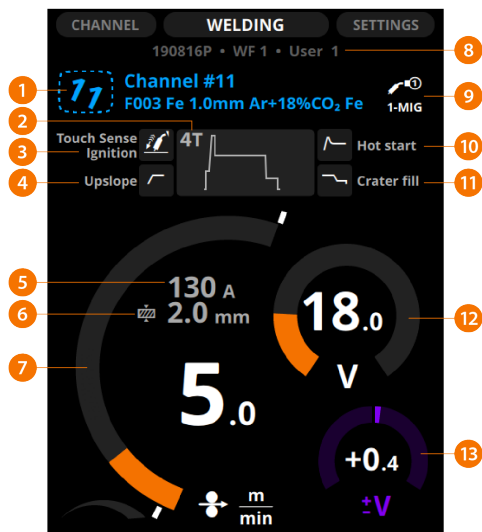 CHANNEL WELDING SETTINGS
190816P • WF 1 • User 1
8
1
11
Channel #11
F003 Fe 1.0mm Ar+18%CO₂ Fe
1
1-MIG
9
2
3
Touch Sense
Ignition
4T
Hot start
10
4
Upslope
Crater fill
11
5
130 A
6
2.0 mm
7
5.0
m
min
18.0
V
12
+0.4
±V
13